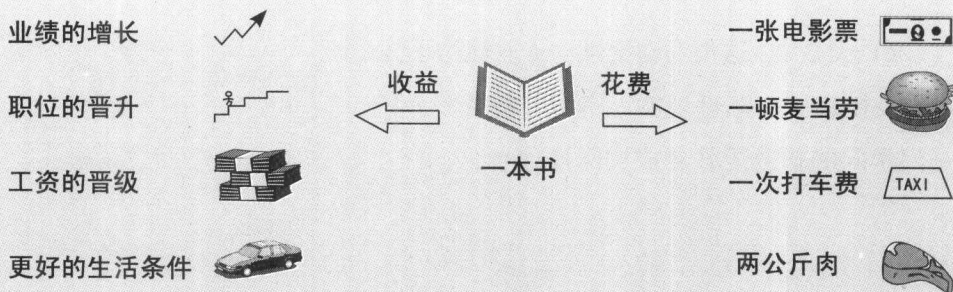 业绩的增长
职位的晋升
工资的晋级
更好的生活条件
收益
一本书
花费
一张电影票
一顿麦当劳
一次打车费
TAXI
两公斤肉